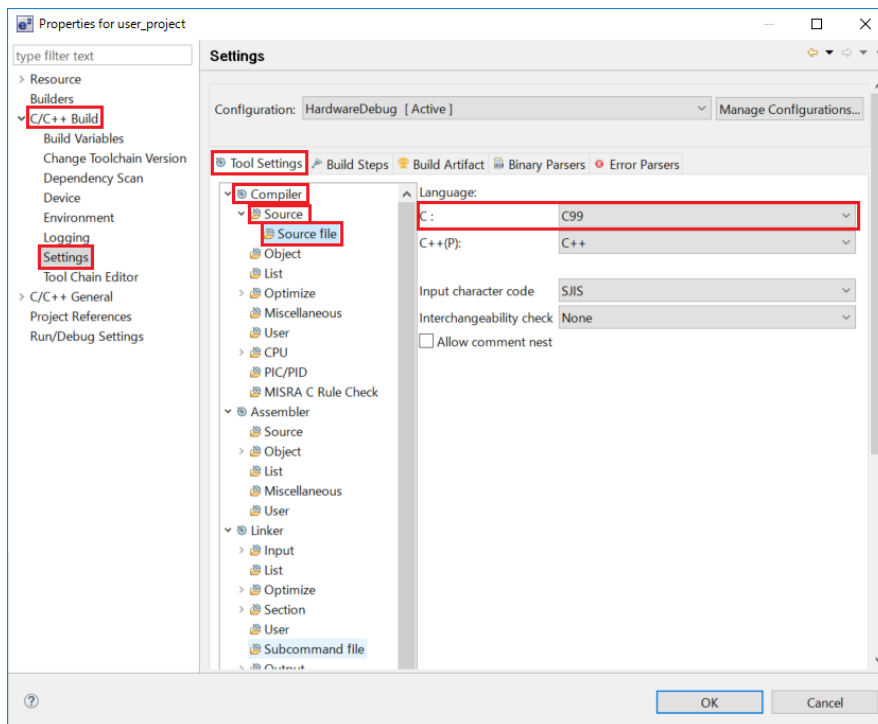 e² Properties for user_project
type filter text
Resource
Builders
C/C++ Build
Build Variables
Change Toolchain Version
Dependency Scan
Device
Environment
Logging
Settings
Tool Chain Editor
C/C++ General
Project References
Run/Debug Settings
Settings
Configuration: HardwareDebug [ Active ] Manage Configurations...
Tool Settings Build Steps Build Artifact Binary Parsers Error Parsers
Compiler
Source
Source file
Object
List
Optimize
Miscellaneous
User
CPU
PIC/PID
MISRA C Rule Check
Assembler
Source
Object
List
Miscellaneous
User
Linker
Input
List
Optimize
Section
User
Subcommand file
Output
Language:
C : C99
C++(P): C++
Input character code SJIS
Interchangeability check None
Allow comment nest
? OK Cancel